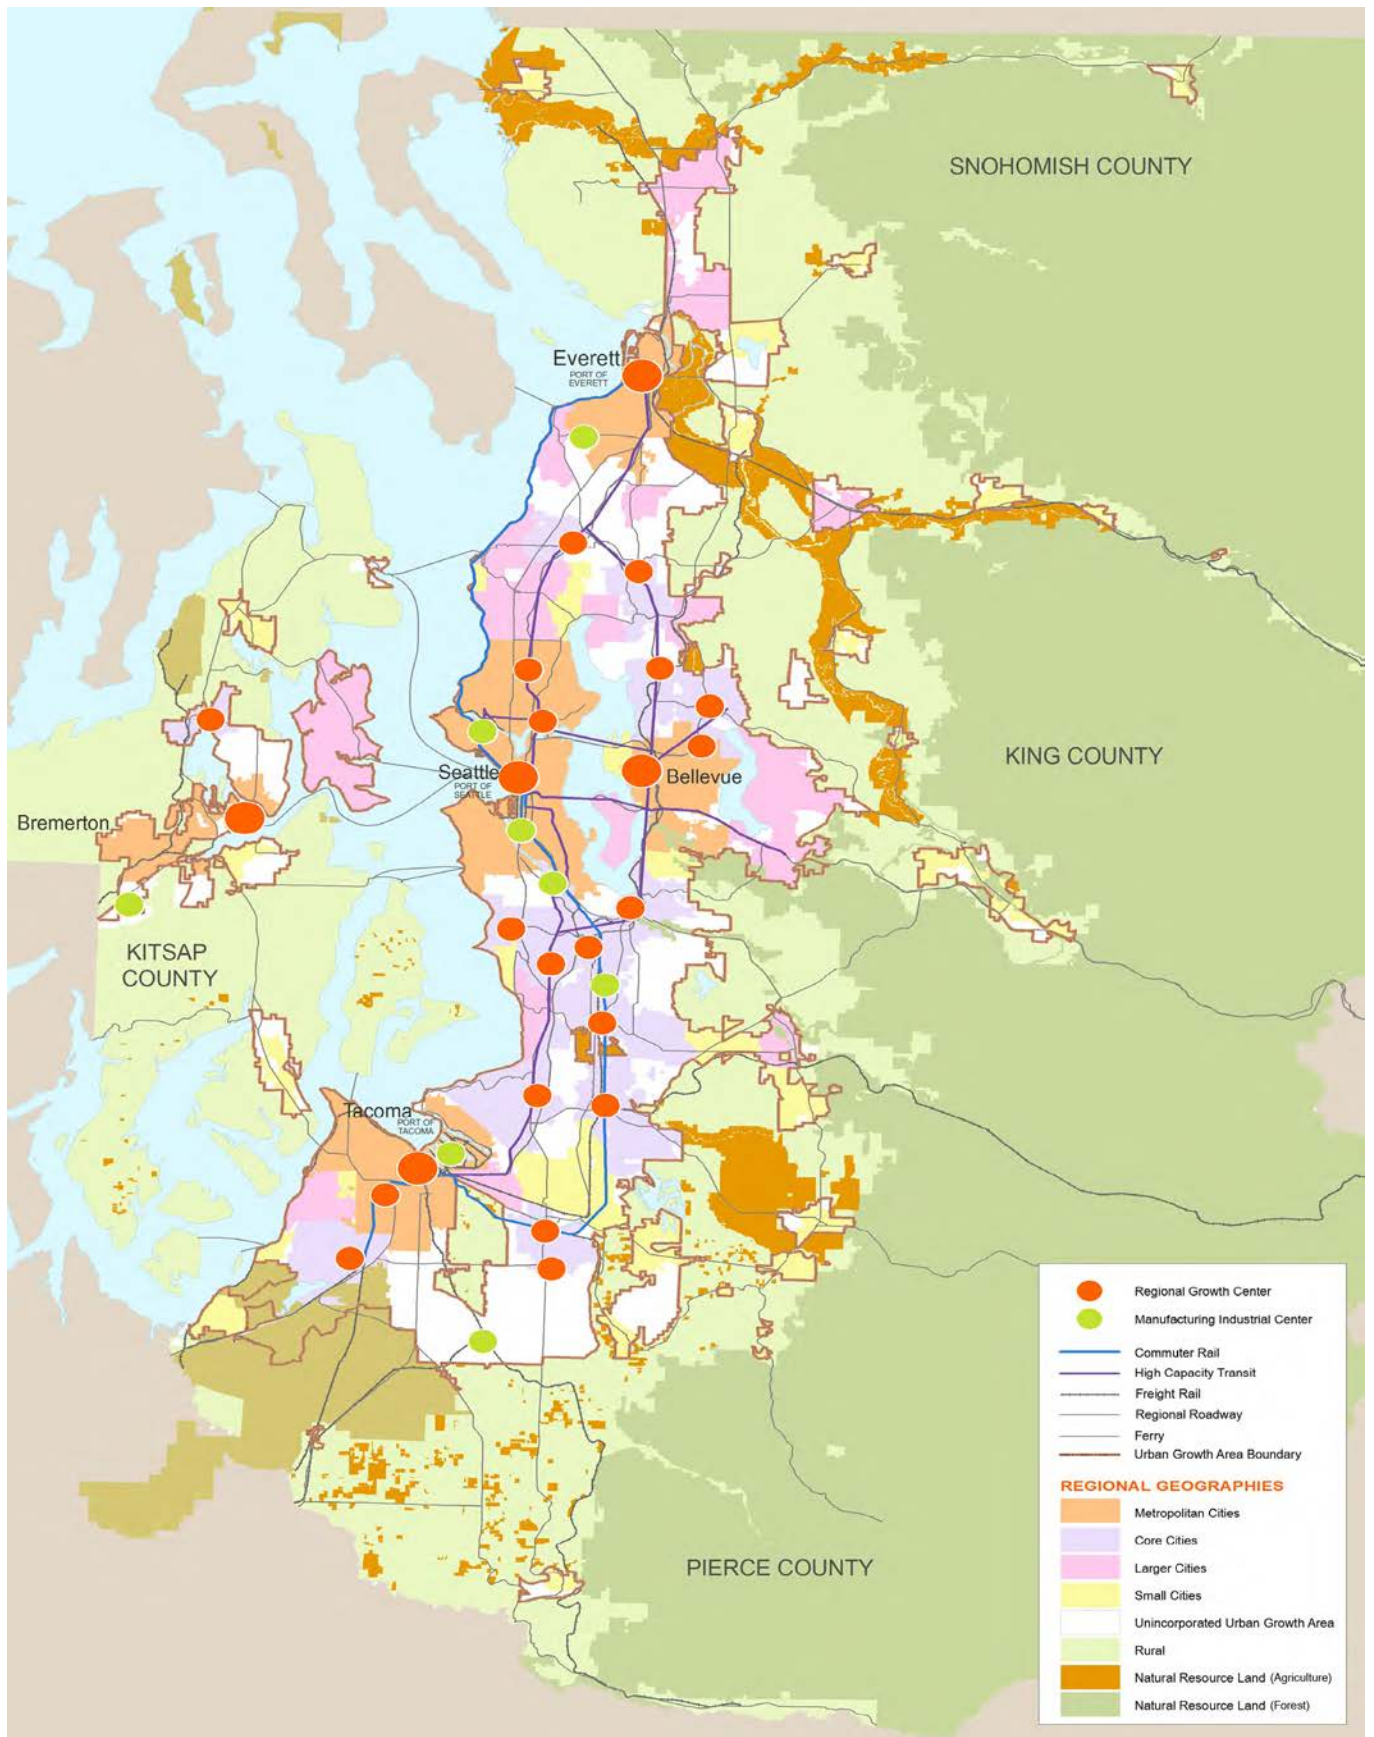 SNOHOMISH COUNTY
Everett
PORT OF
EVERETT
KING COUNTY
Seattle
PORT OF
SEATTLE
Bellevue
Bremerton
KITSAP
COUNTY
Tacoma
PORT OF
TACOMA
PIERCE COUNTY
Regional Growth Center
Manufacturing Industrial Center
Commuter Rail
High Capacity Transit
Freight Rail
Regional Roadway
Ferry
Urban Growth Area Boundary
REGIONAL GEOGRAPHIES
Metropolitan Cities
Core Cities
Larger Cities
Small Cities
Unincorporated Urban Growth Area
Rural
Natural Resource Land (Agriculture)
Natural Resource Land (Forest)